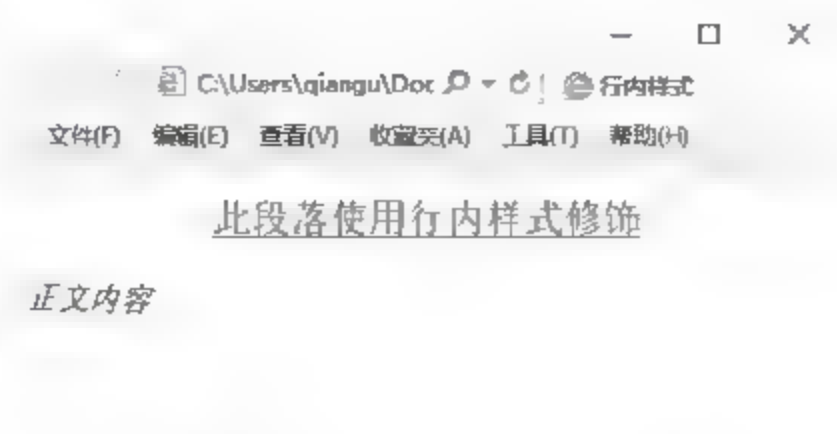 C:\Users\qiangu\Doc 行内样式
文件(F) 编辑(E) 查看(V) 收藏夹(A) 工具(T) 帮助(H)
此段落使用行内样式修饰
正文内容